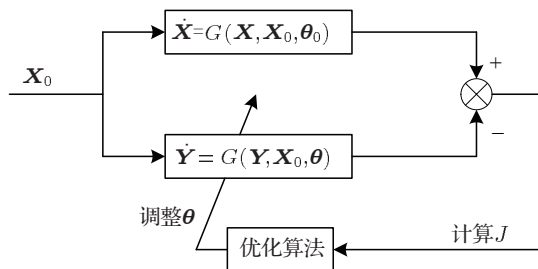 Ẋ=G(X,X₀,θ₀)
X₀
+
−
Ẏ = G(Y,X₀,θ)
调整θ
优化算法
计算J